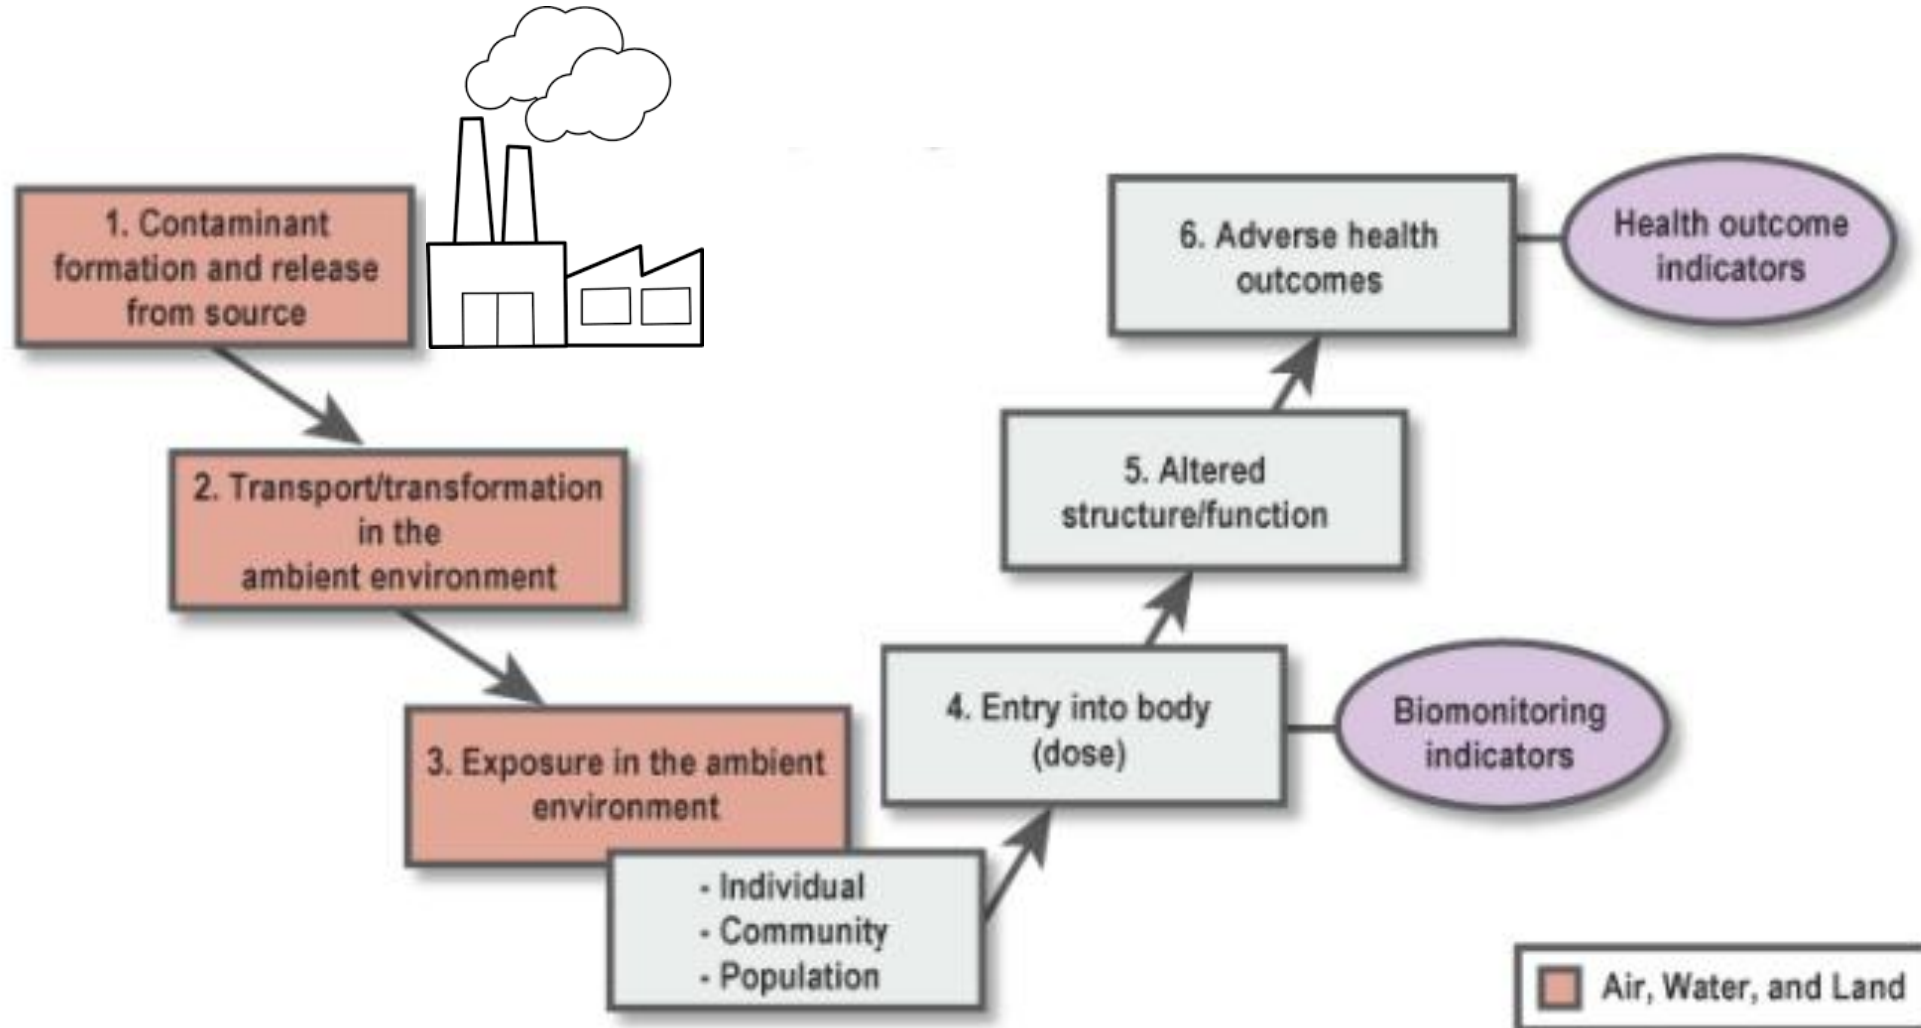 1. Contaminant
formation and release
from source
2. Transport/transformation
in the
ambient environment
3. Exposure in the ambient
environment
- Individual
- Community
- Population
4. Entry into body
(dose)
Biomonitoring
indicators
5. Altered
structure/function
6. Adverse health
outcomes
Health outcome
indicators
Air, Water, and Land